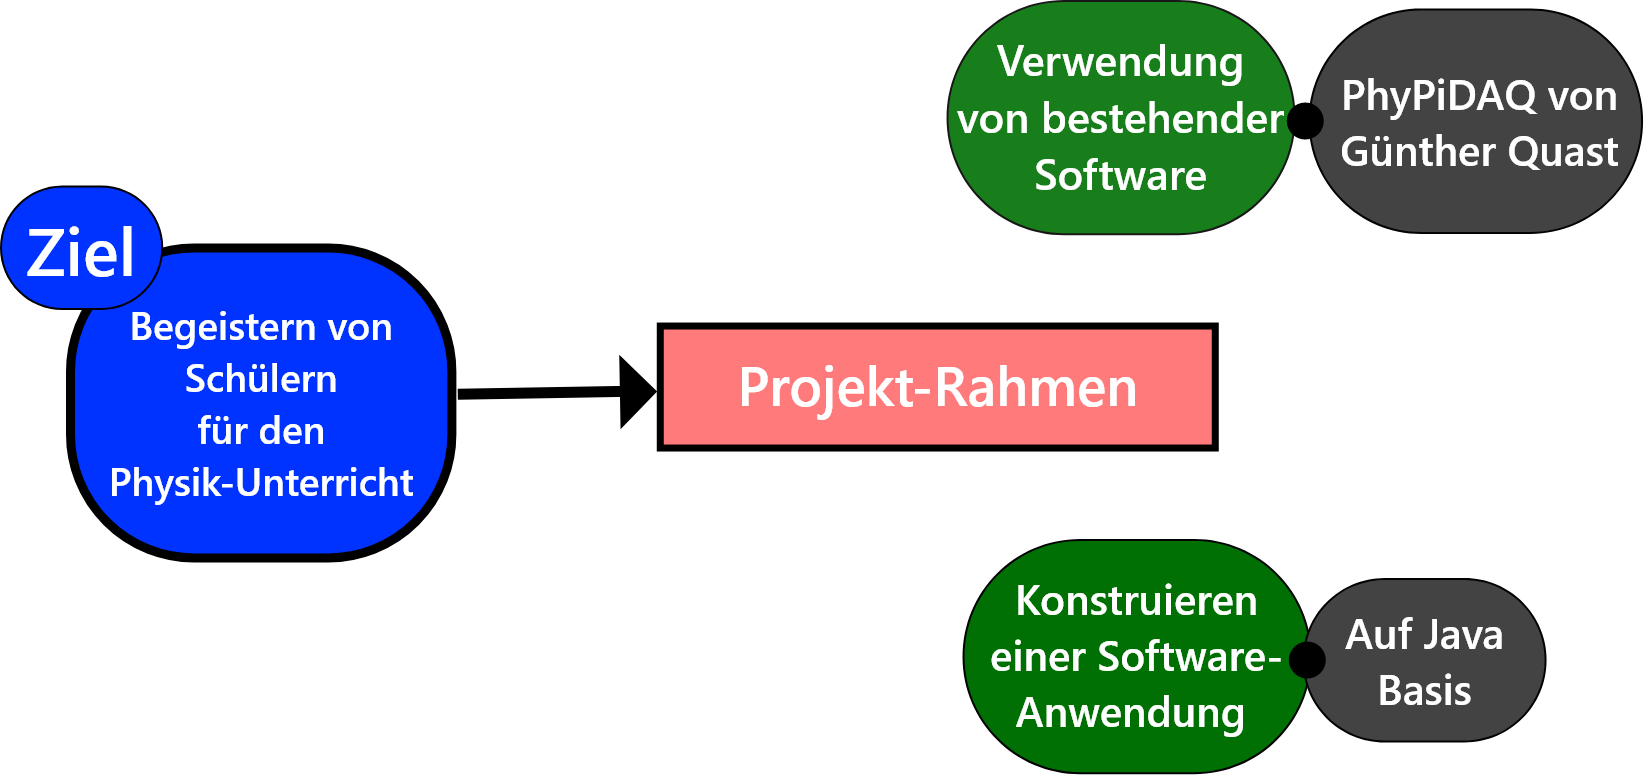 Ziel
Begeistern von
Schülern
für den
Physik-Unterricht
Projekt-Rahmen
Verwendung
von bestehender
Software
PhyPiDAQ von
Günther Quast
Konstruieren
einer Software-
Anwendung
Auf Java
Basis